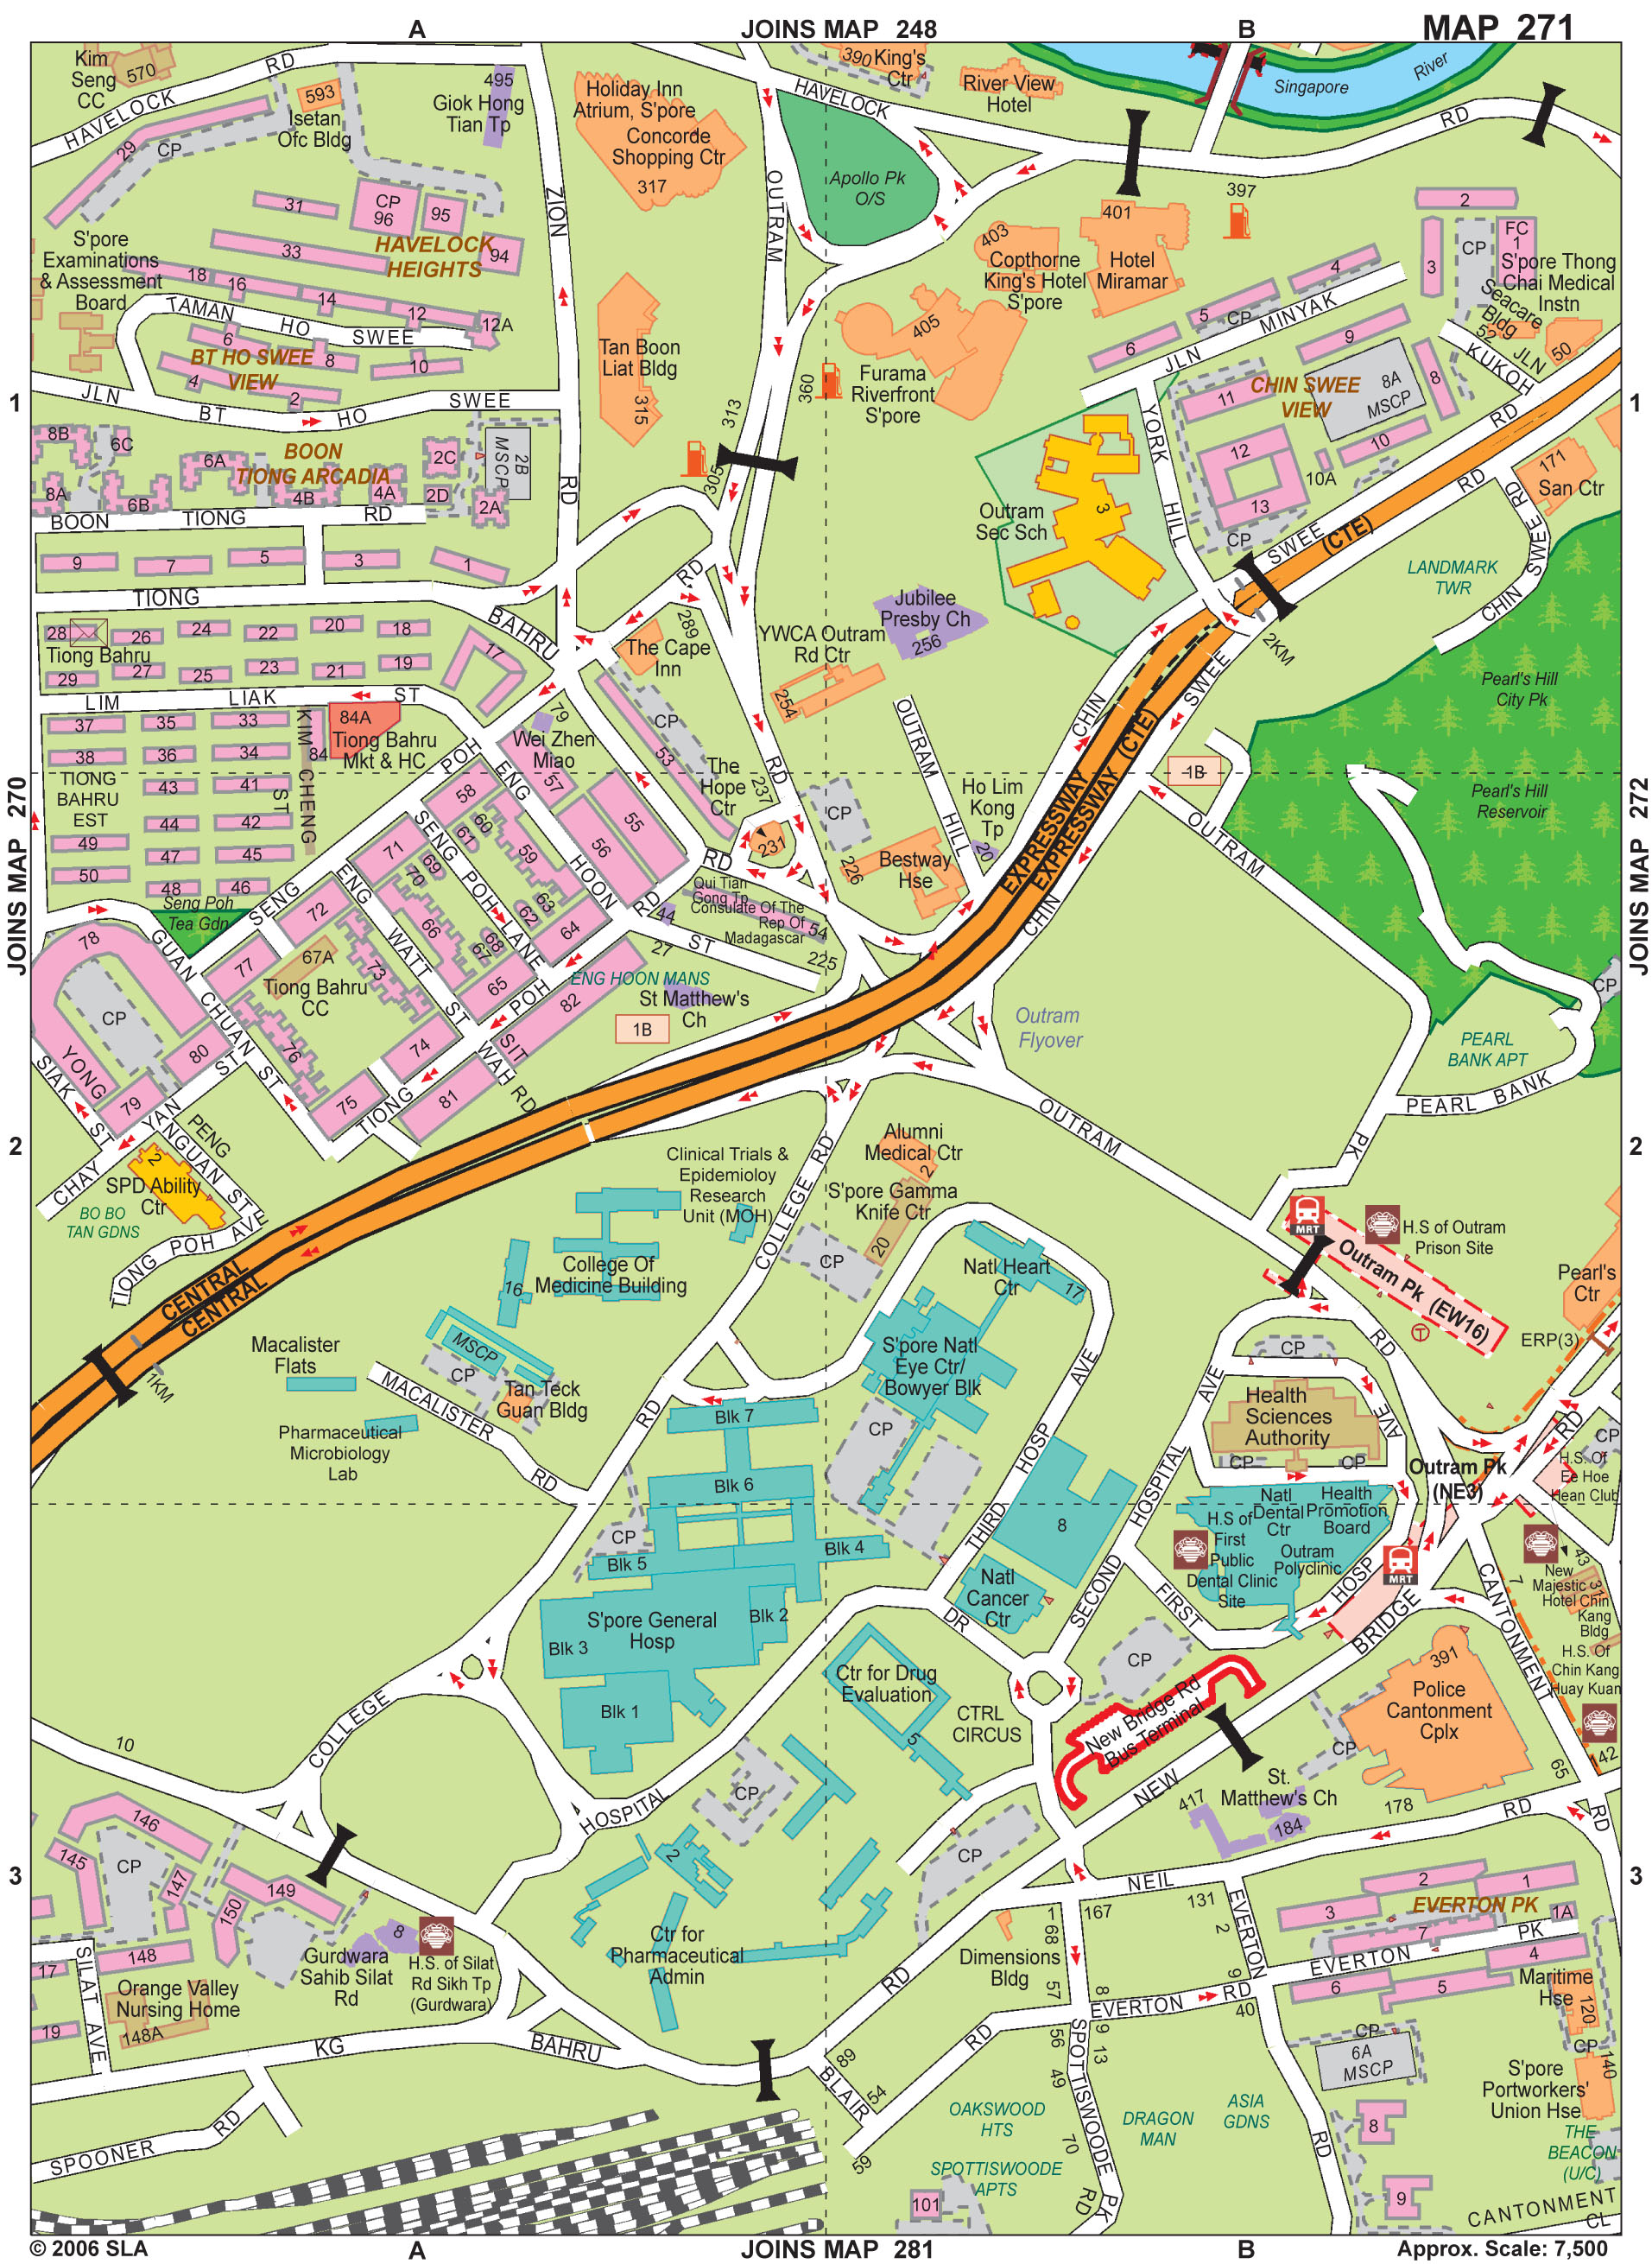 A
JOINS MAP 248
B
MAP 271
Kim
Seng
CC
570
HAVELOCK RD
593
Isetan
Ofc Bldg
495
Giok Hong
Tian Tp
Holiday Inn
Atrium, S'pore
Concorde
Shopping Ctr
317
HAVELOCK
390
King's
Ctr
River View
Hotel
Singapore River
RD
29
CP
31
CP
96
95
94
33
HAVELOCK
HEIGHTS
ZION
OUTRAM
Apollo Pk
O/S
397
401
Hotel
Miramar
403
Copthorne
King's Hotel
S'pore
2
3
CP
FC
1
S'pore Thong
Chai Medical
Instn
4
5
CP
6
JLN MINYAK
Seacare
Bldg
52
JLN
KUKOH
50
S'pore
Examinations
& Assessment
Board
18
16
14
12
12A
TAMAN HO SWEE
6
8
10
BT HO SWEE
VIEW
4
2
Tan Boon
Liat Bldg
315
405
Furama
Riverfront
S'pore
360
313
305
1
JLN BT HO SWEE
9
8A
MSCP
8
CHIN SWEE
VIEW
11
12
13
10
10A
CP
YORK HILL
RD
1
8B
6C
BOON
TIONG ARCADIA
6A
2C
2B
MSCP
8A
6B
4B
4A
2D
2A
RD
BOON TIONG RD
9
7
5
3
1
Outram
Sec Sch
3
171
San Ctr
SWEE RD
(CTE)
CHIN SWEE RD
LANDMARK
TWR
TIONG BAHRU
RD
289
Jubilee
Presby Ch
256
28
26
24
22
20
18
Tiong Bahru
29
27
25
23
21
19
17
The Cape
Inn
YWCA Outram
Rd Ctr
254
2KM
Pearl's Hill
City Pk
LIM LIAK ST
37
35
33
38
36
34
KIM CHENG ST
84
84A
Tiong Bahru
Mkt & HC
79
Wei Zhen
Miao
CP
53
OUTRAM HILL
CHIN SWEE
1B
TIONG
BAHRU
EST
43
41
44
42
49
47
45
50
48
46
Seng Poh
Tea Gdn
SENG POH
58
57
55
ENG HOON
56
The
Hope
Ctr
237
RD
231
CP
226
Bestway
Hse
Ho Lim
Kong
Tp
20
EXPRESSWAY
EXPRESSWAY (CTE)
CHIN
OUTRAM
Pearl's Hill
Reservoir
JOINS MAP 270
JOINS MAP 272
71
69
70
61
60
59
63
62
64
66
68
67
65
SENG POH LANE
72
73
ENG WATT ST
RD
RD
Qui Tian
Gong Tp
Consulate Of The
Rep Of
Madagascar
54
44
27
ST
225
ENG HOON MANS
St Matthew's
Ch
1B
Outram
Flyover
78
CP
YONG SIAK ST
GUAN CHUAN ST
77
67A
Tiong Bahru
CC
76
80
79
75
74
81
82
TIONG POH
SIT WAH RD
CP
PEARL
BANK APT
PEARL BANK
PK
2
2
CHAY YAN ST
PENG
YANGUAN STE
2
SPD Ability
Ctr
BO BO
TAN GDNS
TIONG POH AVE
CENTRAL
CENTRAL
1KM
Clinical Trials &
Epidemioloy
Research
Unit (MOH)
COLLEGE RD
Alumni
Medical Ctr
2
S'pore Gamma
Knife Ctr
20
CP
OUTRAM
RD
MRT
H.S of Outram
Prison Site
Outram Pk (EW16)
Pearl's
Ctr
ERP(3)
College Of
Medicine Building
16
MSCP
CP
Tan Teck
Guan Bldg
Macalister
Flats
Pharmaceutical
Microbiology
Lab
MACALISTER RD
RD
Natl Heart
Ctr
17
S'pore Natl
Eye Ctr/
Bowyer Blk
CP
Blk 7
Blk 6
Blk 5
Blk 4
Blk 3
Blk 2
Blk 1
S'pore General
Hosp
CP
THIRD HOSP AVE
8
Natl
Cancer
Ctr
CP
Health
Sciences
Authority
CP
CP
AVE
Outram Pk
(NE3)
RD
CP
H.S. Of
Ee Hoe
Hean Club
SECOND HOSPITAL AVE
H.S of
First
Public
Dental Clinic
Site
Natl
Dental
Ctr
Health
Promotion
Board
Outram
Polyclinic
FIRST HOSP
MRT
43
New
Majestic
Hotel
31
Chin
Kang
Bldg
H.S. Of
Chin Kang
Huay Kuan
142
7
CANTONMENT RD
65
DR
Ctr for Drug
Evaluation
5
CTRL
CIRCUS
CP
New Bridge Rd
Bus Terminal
NEW BRIDGE RD
391
Police
Cantonment
Cplx
CP
St.
Matthew's Ch
417
184
178
10
COLLEGE
HOSPITAL
CP
2
Ctr for
Pharmaceutical
Admin
CP
146
145
CP
147
149
150
148
8
Gurdwara
Sahib Silat
Rd
H.S. of Silat
Rd Sikh Tp
(Gurdwara)
3
3
17
19
SILAT AVE
Orange Valley
Nursing Home
148A
KG BAHRU RD
SPOONER RD
NEIL RD
1
167
131
2
68
Dimensions
Bldg
57
8
9
40
EVERTON RD
EVERTON RD
56
9
13
49
70
SPOTTISWOODE PK RD
89
54
59
BLAIR RD
2
1
EVERTON PK
3
7
1A
EVERTON PK
4
6
5
Maritime
Hse
120
CP
6A
MSCP
CP
140
S'pore
Portworkers'
Union Hse
8
9
THE
BEACON
(U/C)
CANTONMENT
CL
OAKSWOOD
HTS
DRAGON
MAN
ASIA
GDNS
SPOTTISWOODE
APTS
101
© 2006 SLA
A
JOINS MAP 281
B
Approx. Scale: 7,500